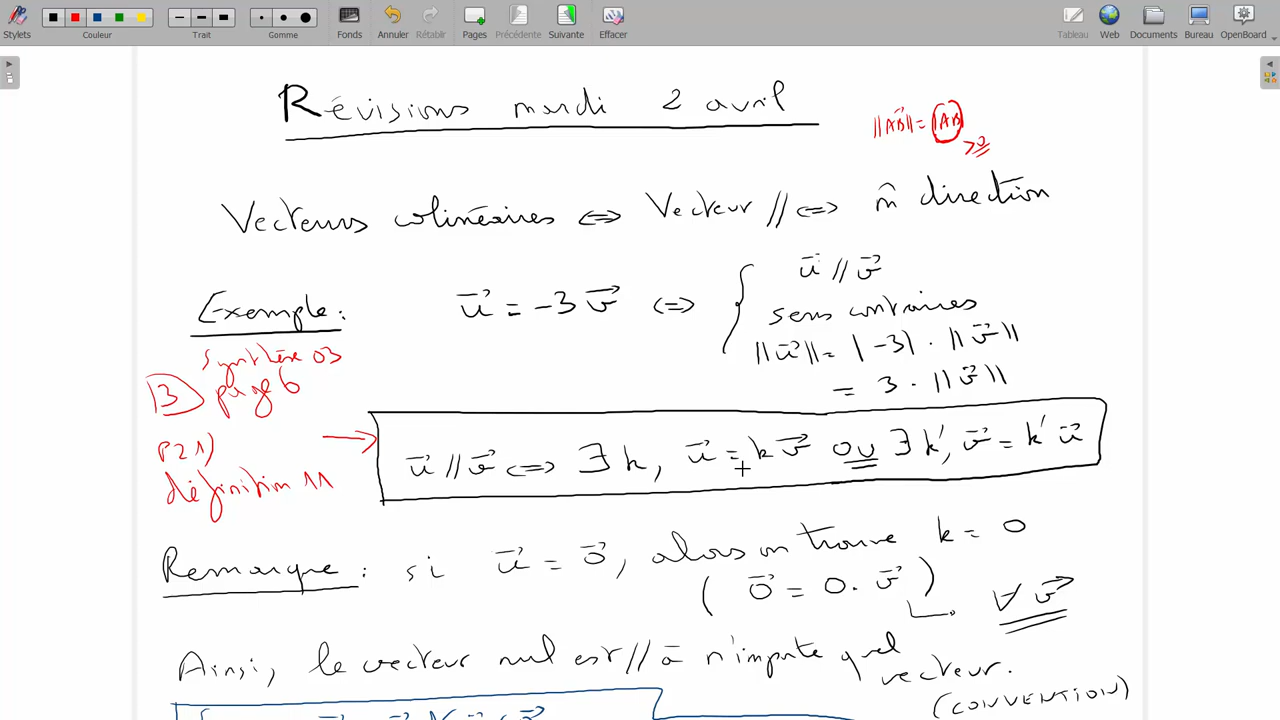 Stylets
Couleur
Trait
Gomme
Fonds
Annuler
Rétablir
Pages
Précédente
Suivante
Effacer
Tableau
Web
Documents
Bureau
OpenBoard
Révisions mardi 2 avril
||AB→|| = |AB|
>0
Vecteurs colinéaires ⇔ Vecteur // ⇔ m̂ direction
Exemple : u→ = -3 v→ ⇔ { u→ // v→
sens contraires
||u→|| = |-3| · ||v→||
= 3 · ||v→||
Synthèse 03
13 page 6
P21)
définition 11
→ u→ // v→ ⇔ ∃ k, u→ = k v→ ou ∃ k', v→ = k' u→
Remarque : si u→ = 0→, alors on trouve k = 0
( 0→ = 0 · v→ ) ∀ v→
Ainsi, le vecteur nul est // à n'importe quel
vecteur.
(CONVENTION)